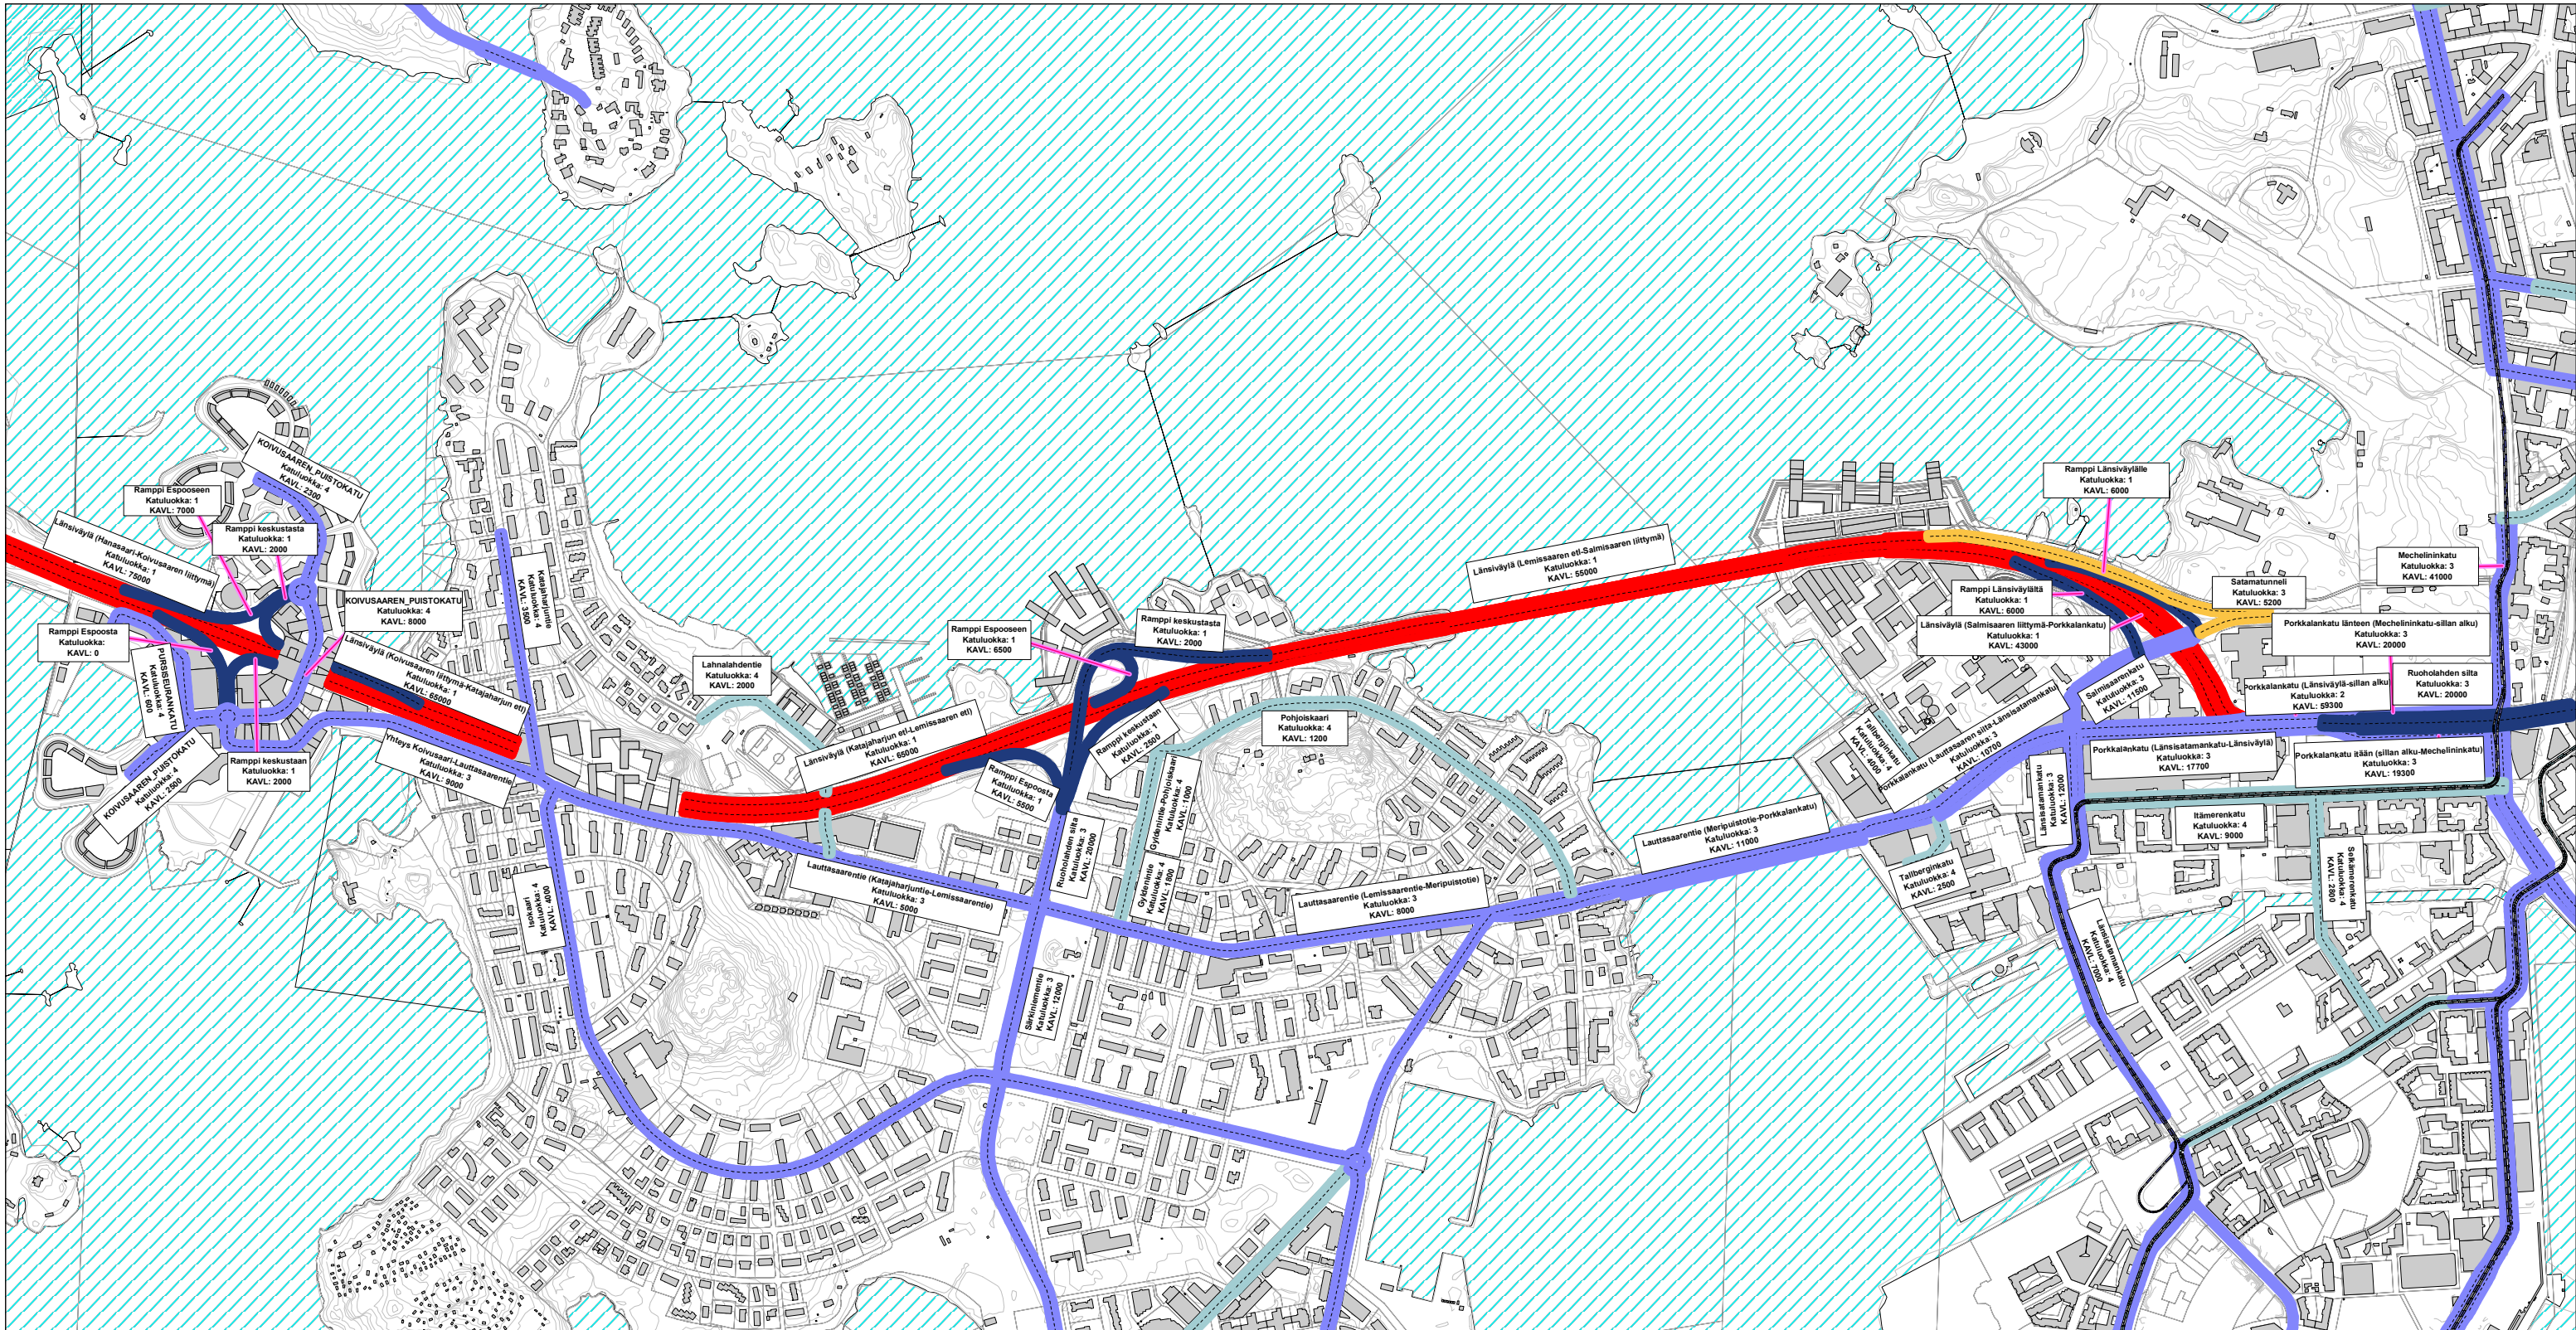 KOIVUSAAREN_PUISTOKATU
Katuluokka: 4
KAVL: 2300
Ramppi Espooseen
Katuluokka: 1
KAVL: 7000
Ramppi keskustasta
Katuluokka: 1
KAVL: 2000
Länsiväylä (Hanasaari-Koivusaaren liittymä)
Katuluokka: 1
KAVL: 75000
KOIVUSAAREN_PUISTOKATU
Katuluokka: 4
KAVL: 8000
Ramppi Espoosta
Katuluokka:
KAVL: 0
PURSISEURANKATU
Katuluokka: 4
KAVL: 600
Länsiväylä (Koivusaaren liittymä-Katajaharjun etl)
Katuluokka: 1
KAVL: 65000
KOIVUSAAREN_PUISTOKATU
Katuluokka: 4
KAVL: 2500
Ramppi keskustaan
Katuluokka: 1
KAVL: 2000
Yhteys Koivusaari-Lauttasaarentie
Katuluokka: 3
KAVL: 9000
Katajaharjuntie
Katuluokka: 4
KAVL: 3500
Isokaari
Katuluokka: 4
KAVL: 4000
Lahnalahdentie
Katuluokka: 4
KAVL: 2000
Länsiväylä (Katajaharjun etl-Lemissaaren etl)
Katuluokka: 1
KAVL: 65000
Lauttasaarentie (Katajaharjuntie-Lemissaarentie)
Katuluokka: 3
KAVL: 5000
Ramppi Espooseen
Katuluokka: 1
KAVL: 6500
Ramppi keskustasta
Katuluokka: 1
KAVL: 2000
Ramppi Espoosta
Katuluokka: 1
KAVL: 5500
Ramppi keskustaan
Katuluokka: 1
KAVL: 2500
Ruoholahden silta
Katuluokka: 3
KAVL: 20000
Gyldenintie-Pohjoiskaari
Katuluokka: 4
KAVL: 1000
Gyldenintie
Katuluokka: 4
KAVL: 1800
Särkiniementie
Katuluokka: 3
KAVL: 12000
Pohjoiskaari
Katuluokka: 4
KAVL: 1200
Lauttasaarentie (Lemissaarentie-Meripuistotie)
Katuluokka: 3
KAVL: 8000
Länsiväylä (Lemissaaren etl-Salmisaaren liittymä)
Katuluokka: 1
KAVL: 55000
Lauttasaarentie (Meripuistotie-Porkkalankatu)
Katuluokka: 3
KAVL: 11000
Tallberginkatu
Katuluokka: 4
KAVL: 4000
Porkkalankatu (Lauttasaaren silta-Länsisatamankatu)
Katuluokka: 3
KAVL: 10700
Tallberginkatu
Katuluokka: 4
KAVL: 2500
Ramppi Länsiväylälle
Katuluokka: 1
KAVL: 6000
Ramppi Länsiväylältä
Katuluokka: 1
KAVL: 6000
Länsiväylä (Salmisaaren liittymä-Porkkalankatu)
Katuluokka: 1
KAVL: 43000
Salmisaarenkatu
Katuluokka: 3
KAVL: 11500
Satamatunneli
Katuluokka: 3
KAVL: 5200
Mechelininkatu
Katuluokka: 3
KAVL: 41000
Porkkalankatu länteen (Mechelininkatu-sillan alku)
Katuluokka: 3
KAVL: 20000
Porkkalankatu (Länsiväylä-sillan alku
Katuluokka: 2
KAVL: 59300
Ruoholahden silta
Katuluokka: 3
KAVL: 20000
Porkkalankatu (Länsisatamankatu-Länsiväylä)
Katuluokka: 3
KAVL: 17700
Porkkalankatu itään (sillan alku-Mechelininkatu)
Katuluokka: 3
KAVL: 19300
Länsisatamankatu
Katuluokka: 3
KAVL: 12000
Itämerenkatu
Katuluokka: 4
KAVL: 9000
Selkämerenkatu
Katuluokka: 4
KAVL: 2800
Länsisatamankatu
Katuluokka: 4
KAVL: 7000